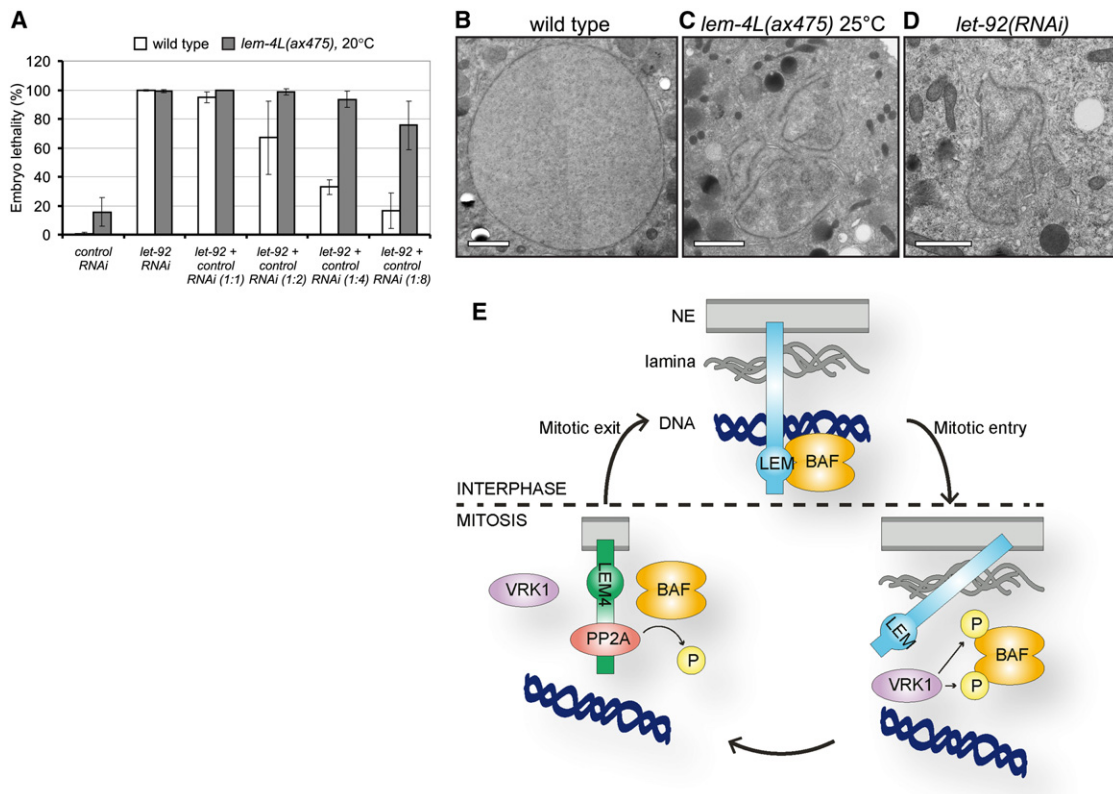 A
wild type
lem-4L(ax475), 20°C
Embryo lethality (%)
120
100
80
60
40
20
0
control
RNAi
let-92
RNAi
let-92 +
control
RNAi (1:1)
let-92 +
control
RNAi (1:2)
let-92 +
control
RNAi (1:4)
let-92 +
control
RNAi (1:8)
B
wild type
C
lem-4L(ax475) 25°C
D
let-92(RNAi)
E
NE
lamina
DNA
LEM
BAF
Mitotic exit
Mitotic entry
INTERPHASE
MITOSIS
VRK1
LEM4
BAF
PP2A
P
LEM
P
BAF
VRK1
P